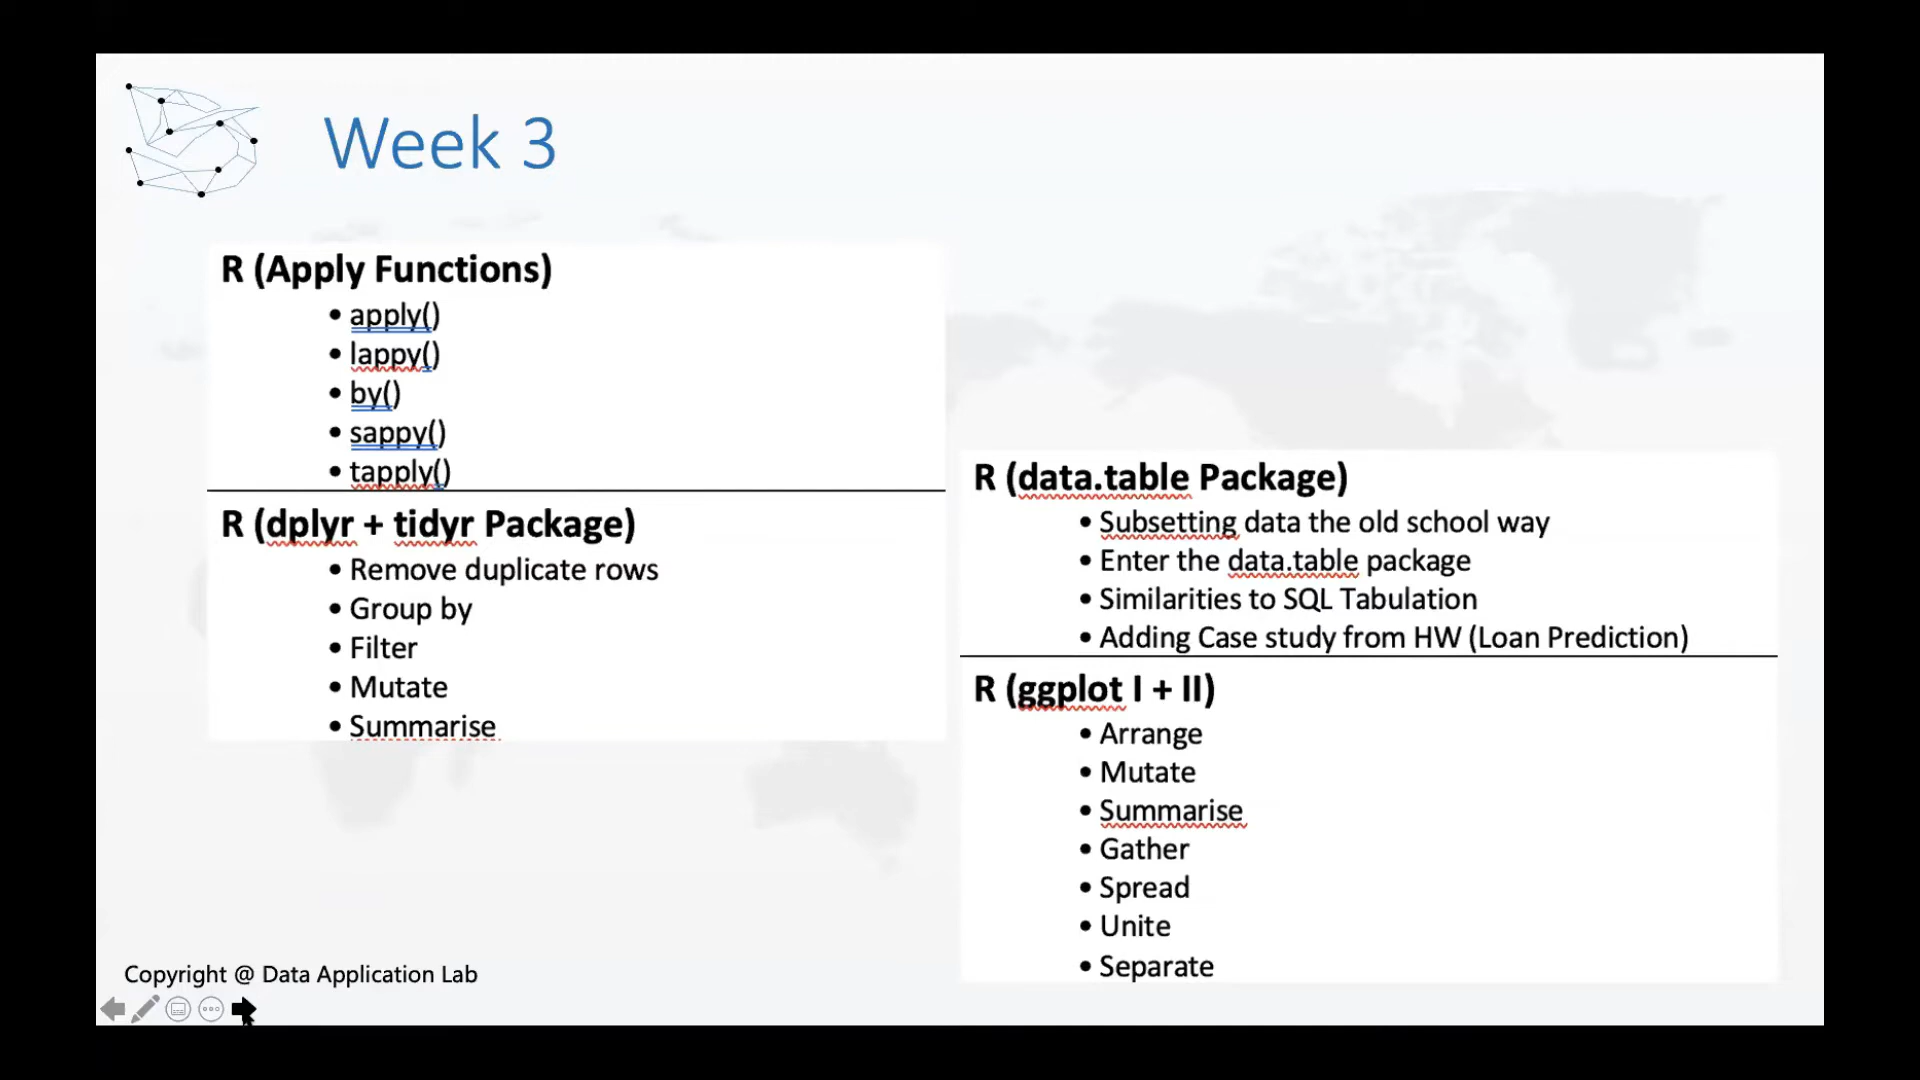 Week 3
R (Apply Functions)
• apply()
• lappy()
• by()
• sappy()
• tapply()
R (dplyr + tidyr Package)
• Remove duplicate rows
• Group by
• Filter
• Mutate
• Summarise
R (data.table Package)
• Subsetting data the old school way
• Enter the data.table package
• Similarities to SQL Tabulation
• Adding Case study from HW (Loan Prediction)
R (ggplot I + II)
• Arrange
• Mutate
• Summarise
• Gather
• Spread
• Unite
• Separate
Copyright @ Data Application Lab